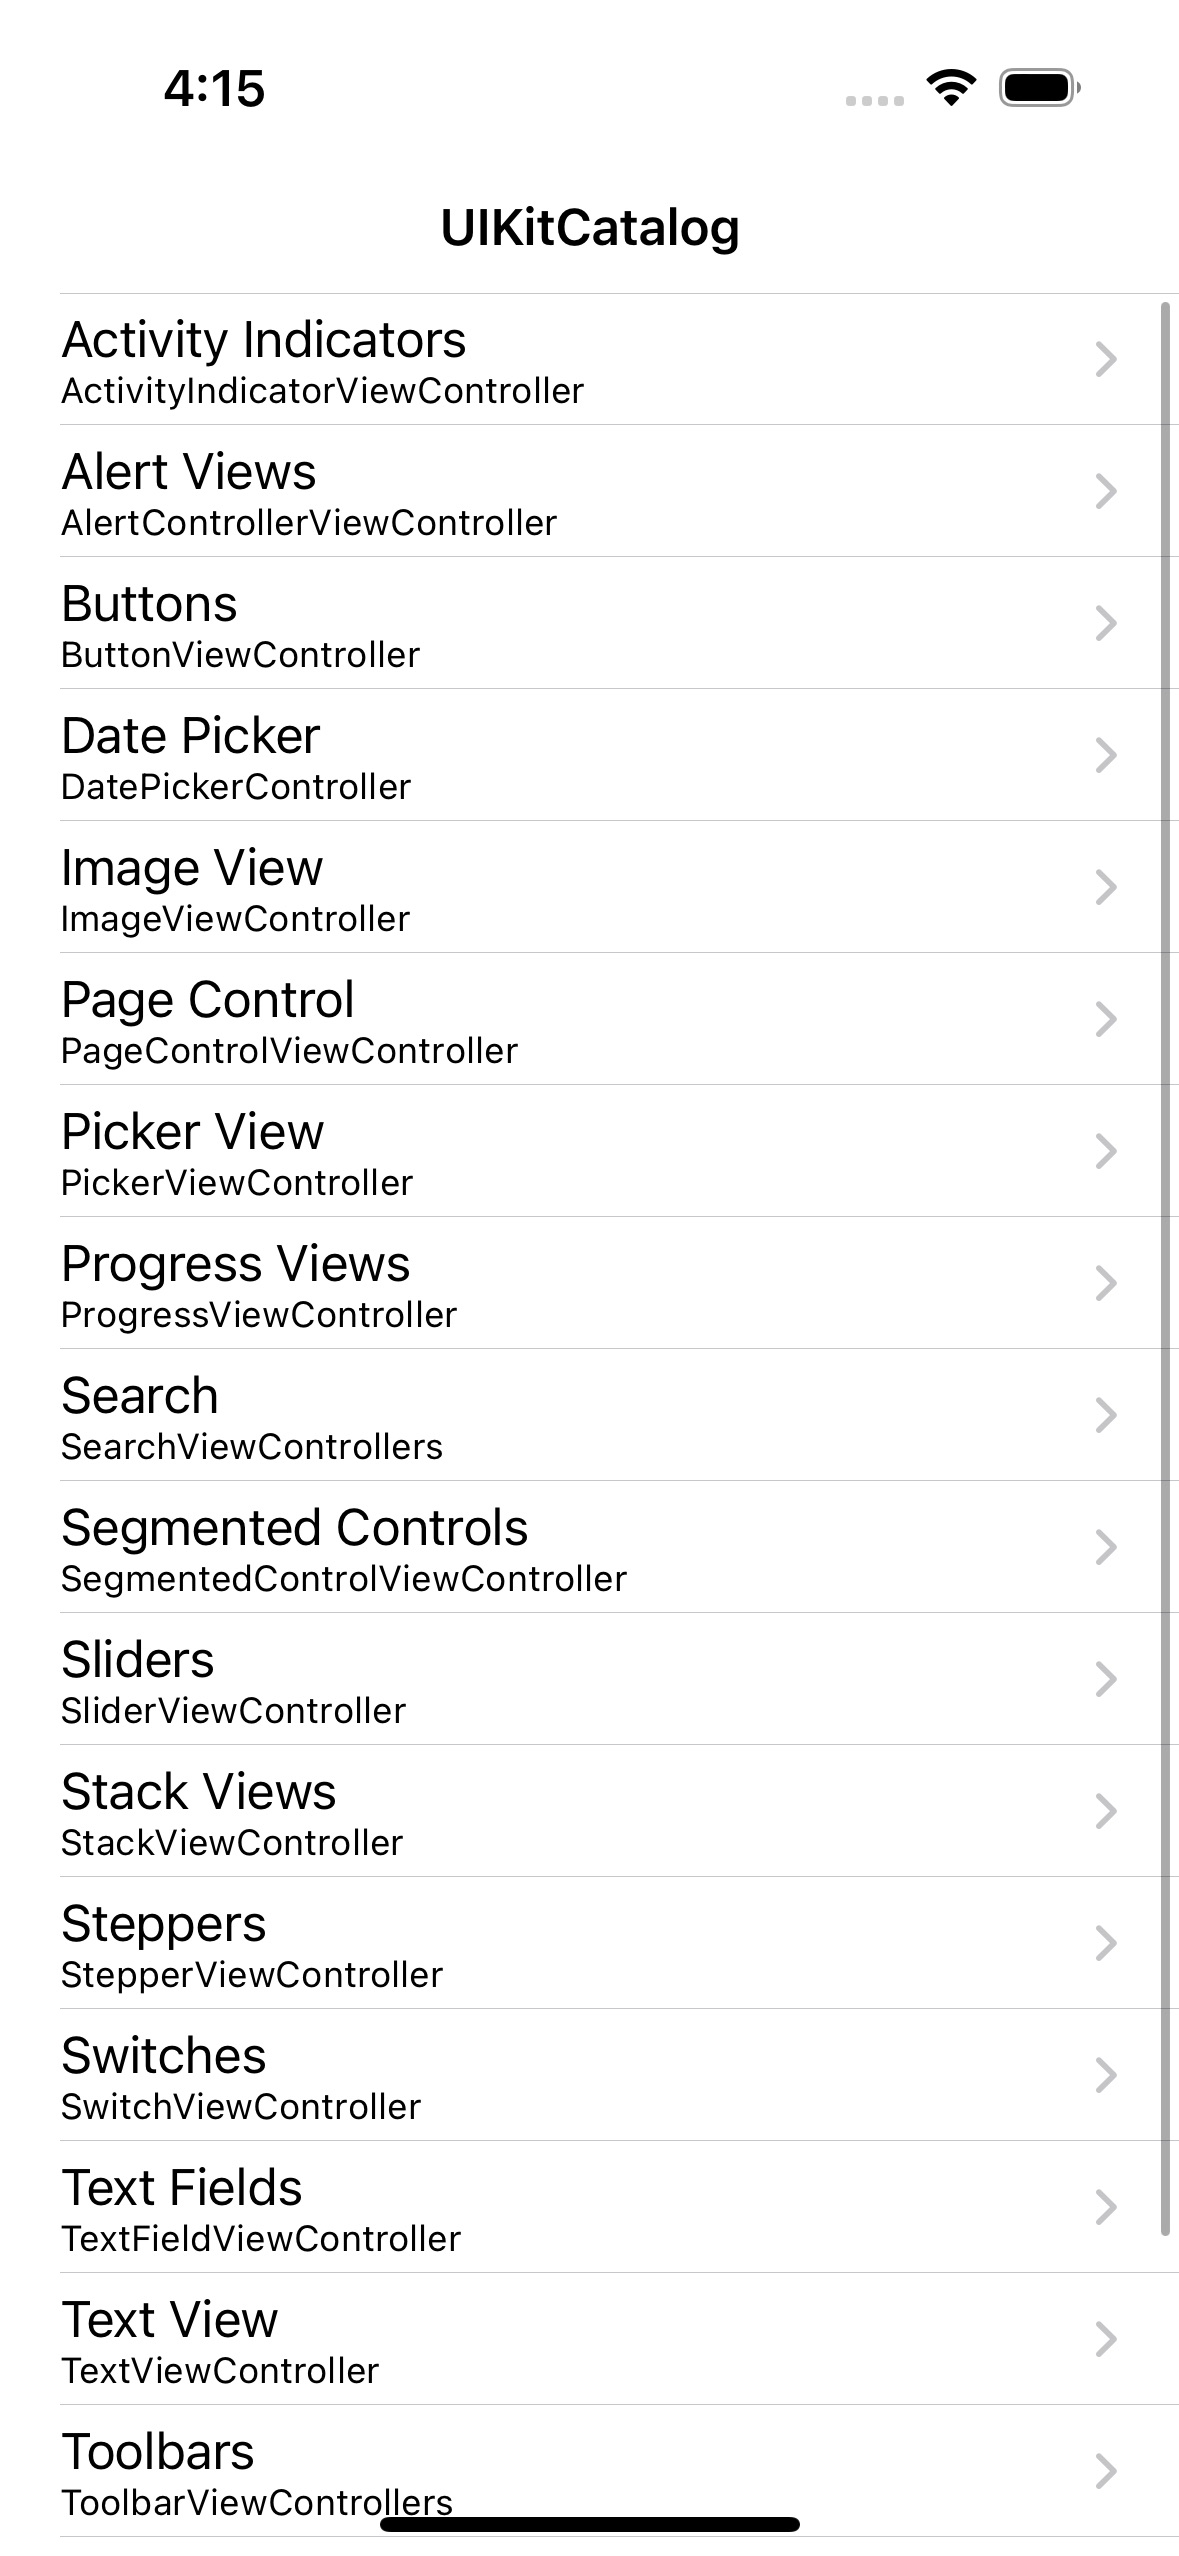 4:15
UIKitCatalog
Activity Indicators
ActivityIndicatorViewController
Alert Views
AlertControllerViewController
Buttons
ButtonViewController
Date Picker
DatePickerController
Image View
ImageViewController
Page Control
PageControlViewController
Picker View
PickerViewController
Progress Views
ProgressViewController
Search
SearchViewControllers
Segmented Controls
SegmentedControlViewController
Sliders
SliderViewController
Stack Views
StackViewController
Steppers
StepperViewController
Switches
SwitchViewController
Text Fields
TextFieldViewController
Text View
TextViewController
Toolbars
ToolbarViewControllers